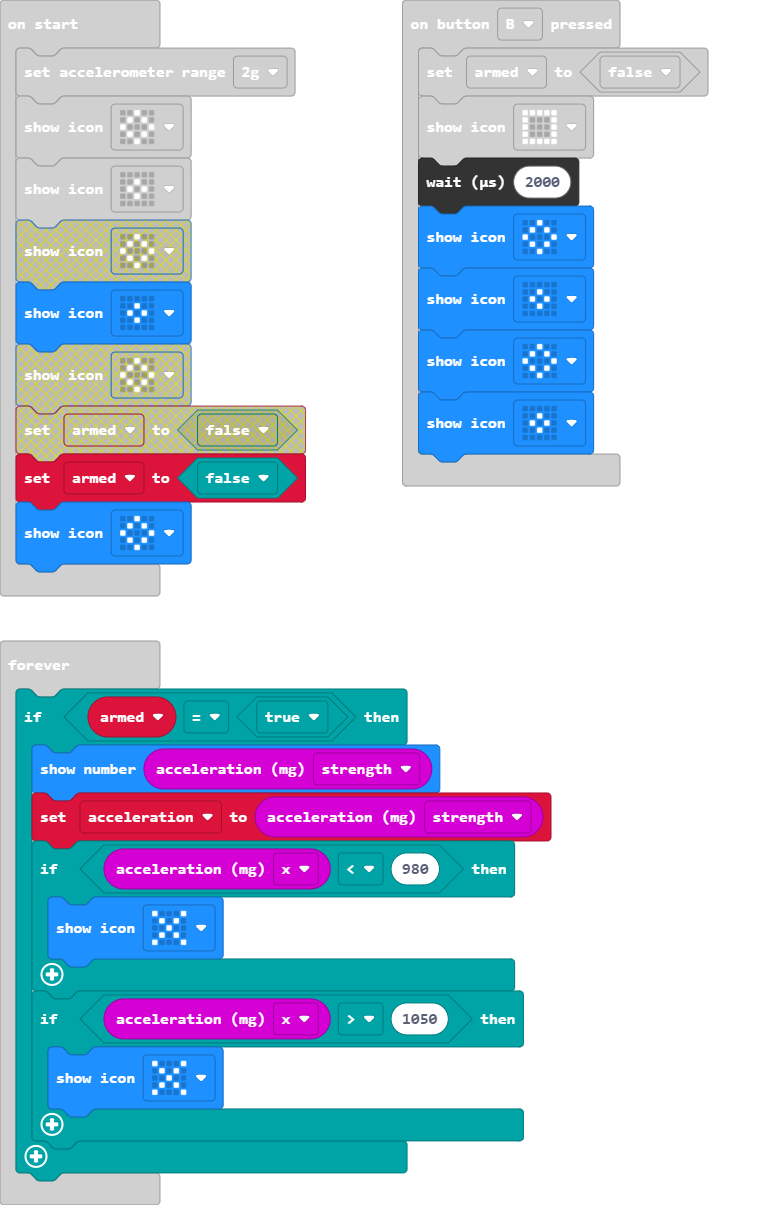 on start
set accelerometer range 2g
show icon
show icon
show icon
show icon
show icon
set armed to false
set armed to false
show icon
on button B pressed
set armed to false
show icon
wait (µs) 2000
show icon
show icon
show icon
show icon
forever
if armed = true then
show number acceleration (mg) strength
set acceleration to acceleration (mg) strength
if acceleration (mg) x < 980 then
show icon
if acceleration (mg) x > 1050 then
show icon